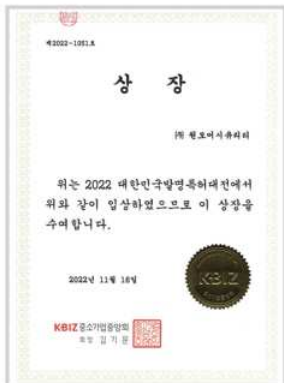 제2022-1051호
상 장
㈜원모어시큐리티
위는 2022 대한민국발명특허대전에서
위와 같이 입상하였으므로 이 상장을
수여합니다.
2022년 11월 16일
KBIZ
KBIZ 중소기업중앙회
회장 김기문